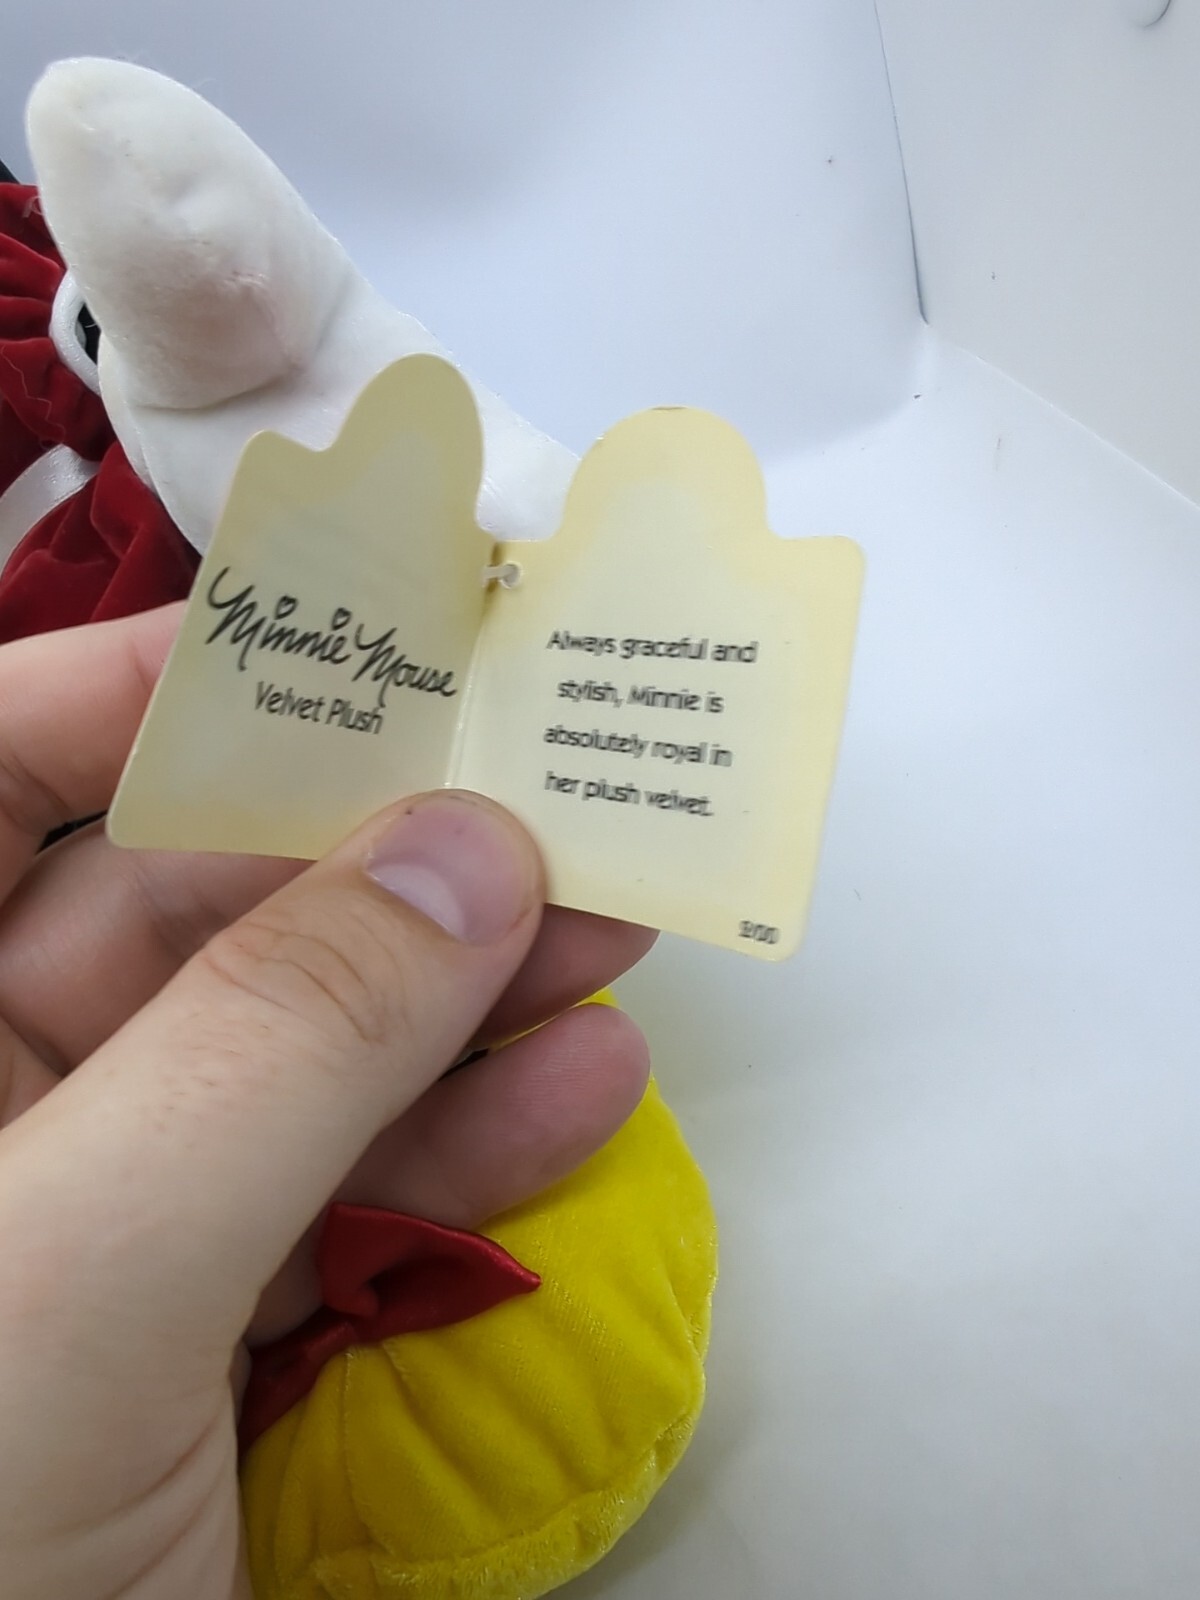 Minnie Mouse
Velvet Plush
Always graceful and
stylish, Minnie is
absolutely royal in
her plush velvet.